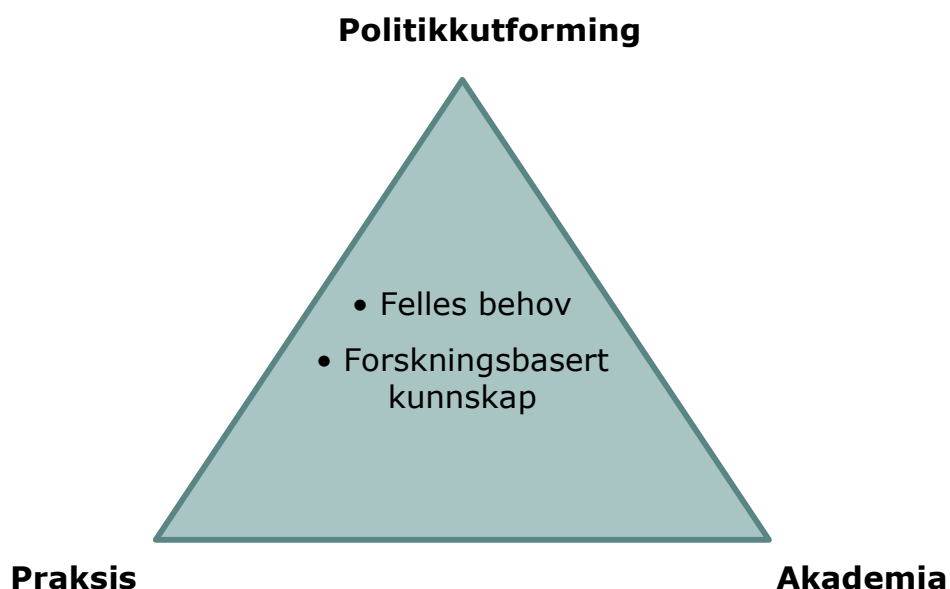 Politikkutforming
• Felles behov
• Forskningsbasert
kunnskap
Praksis
Akademia